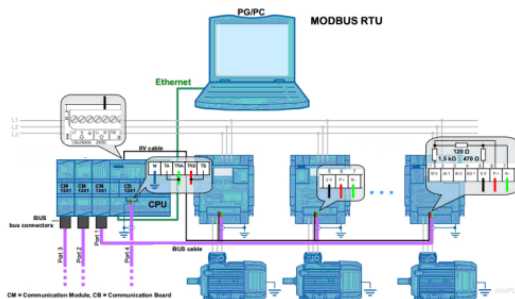 PG/PC
MODBUS RTU
Ethernet
L1
L2
L3
0V cable
M TA TRA TRB TB
120 Ω
1.5 kΩ 470 Ω
CM 1241
CM 1241
CM 1241
CB 1241
CPU
BUS
bus connectors
Port 3
Port 2
Port 1
Port 4
BUS cable
CM = Communication Module, CB = Communication Board